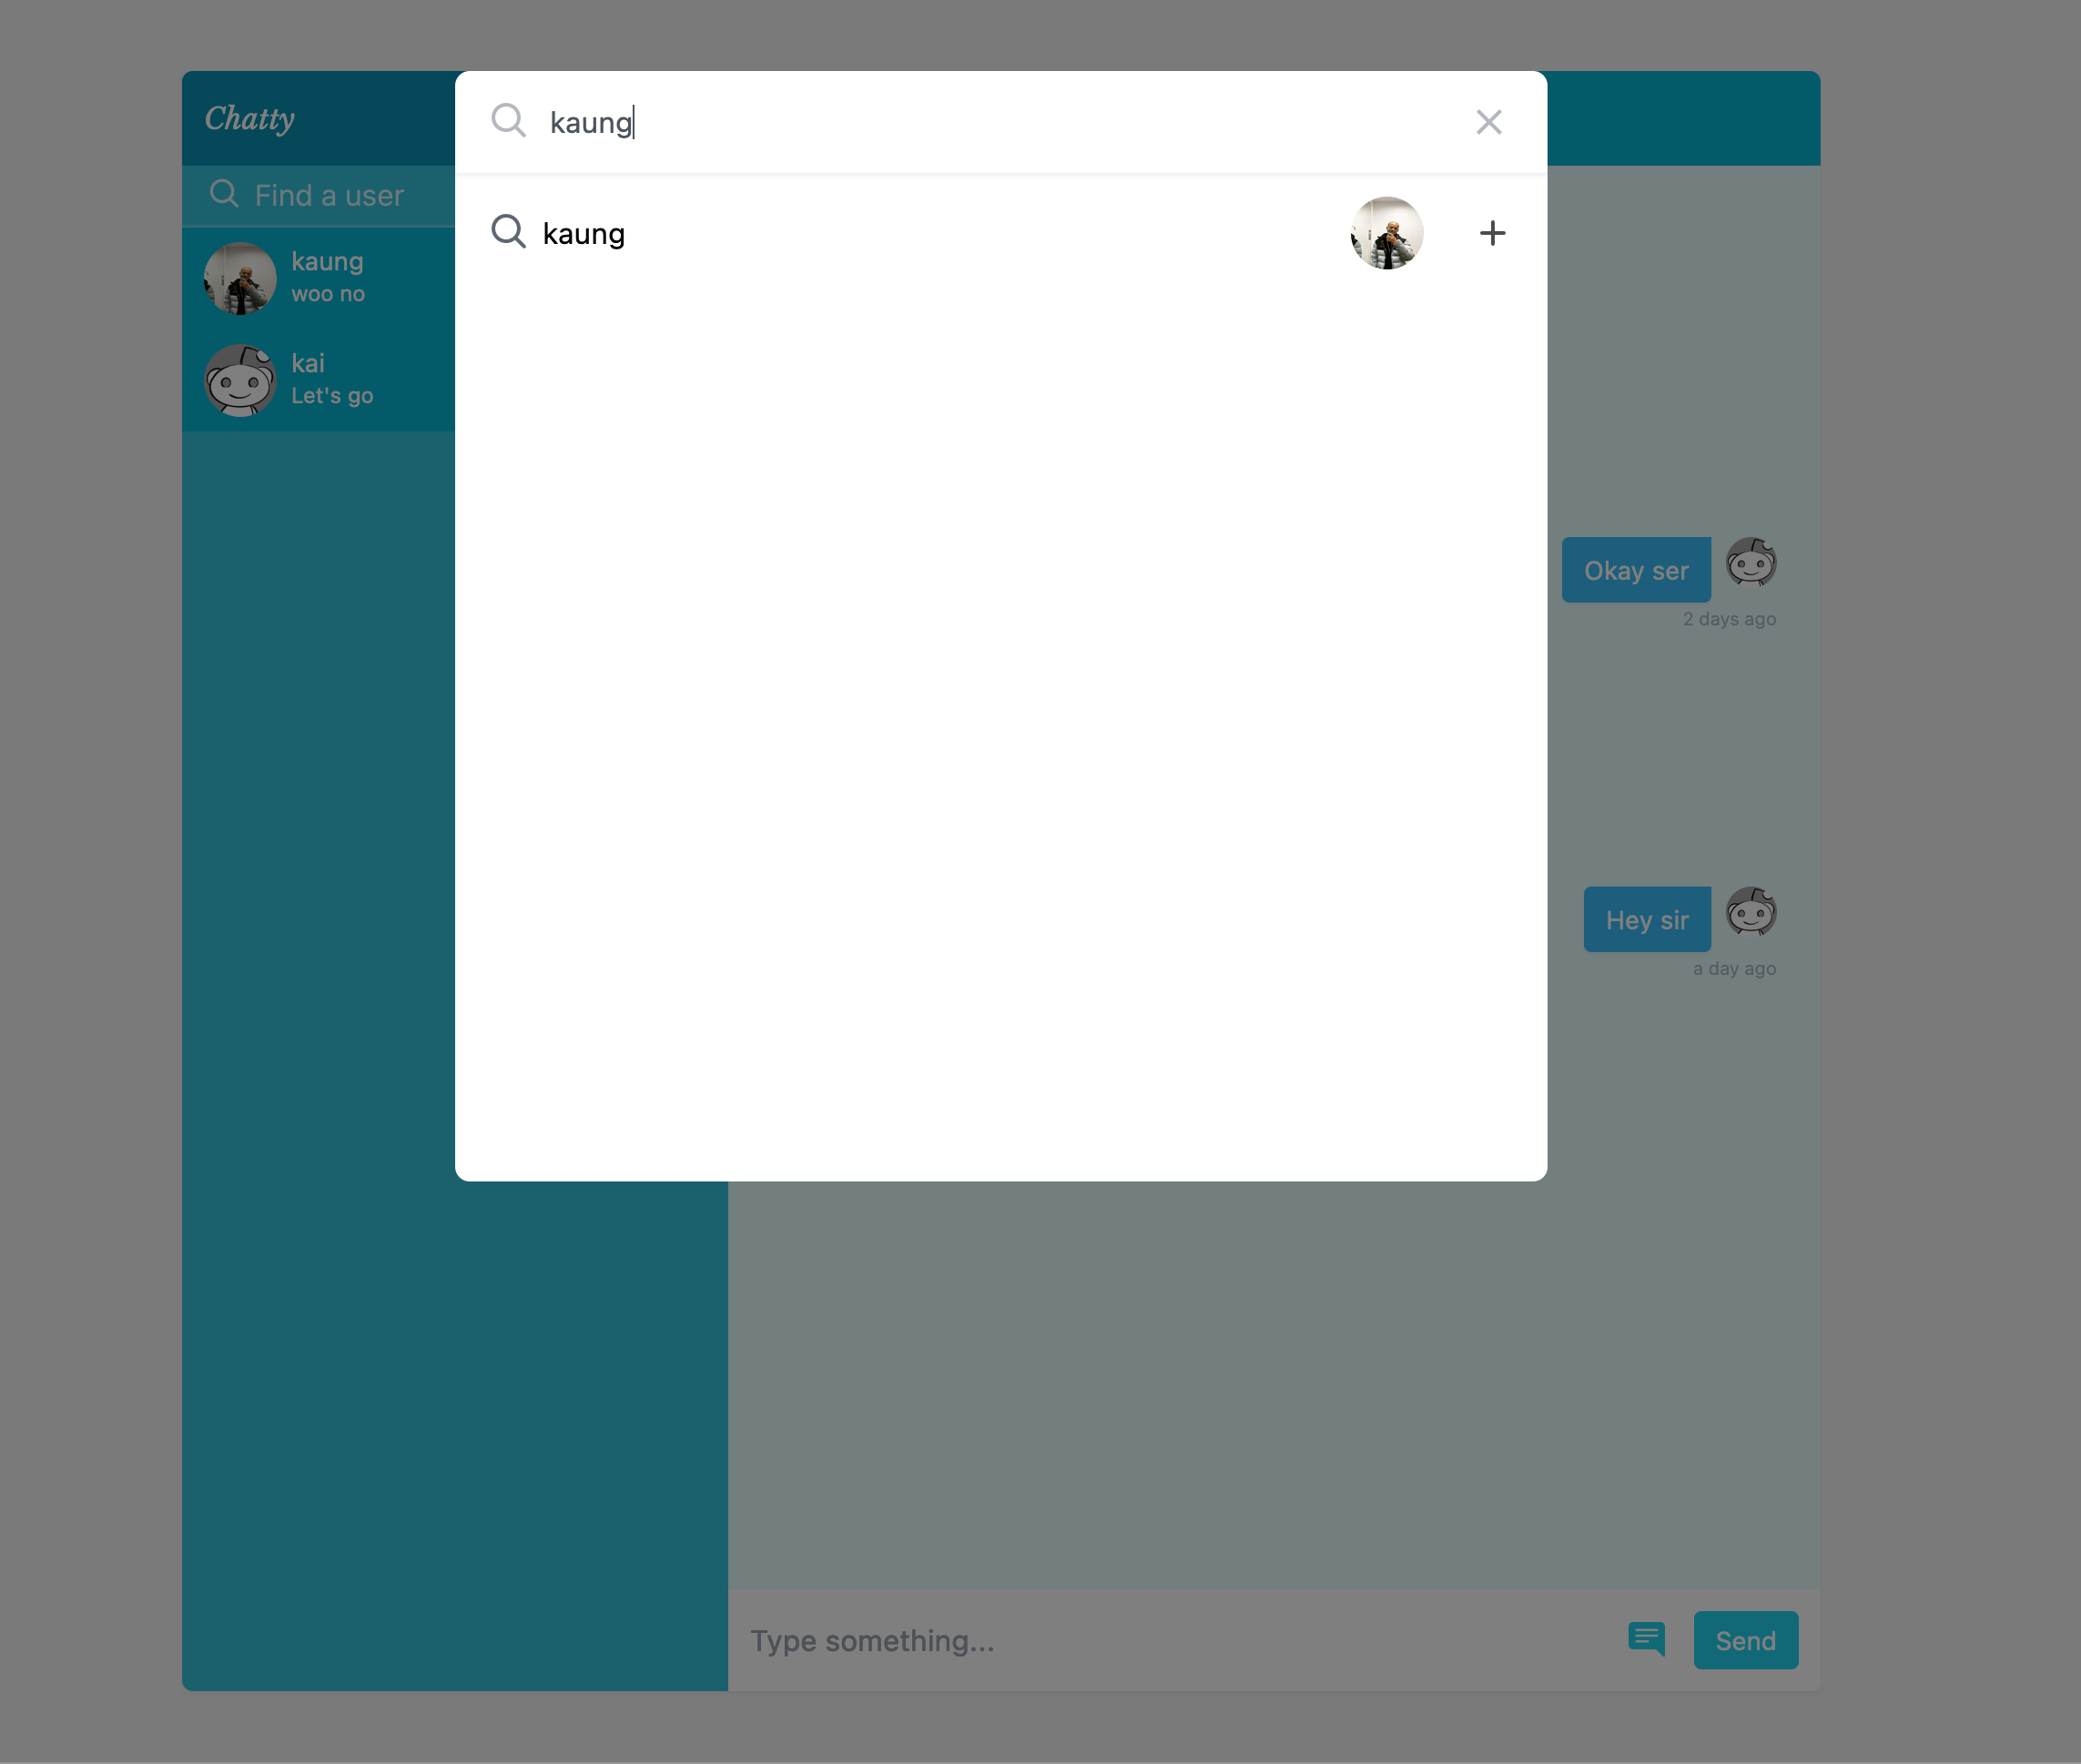 Chatty
kaung
Find a user
kaung
kaung
woo no
kai
Let's go
Okay ser
2 days ago
Hey sir
a day ago
Type something...
Send